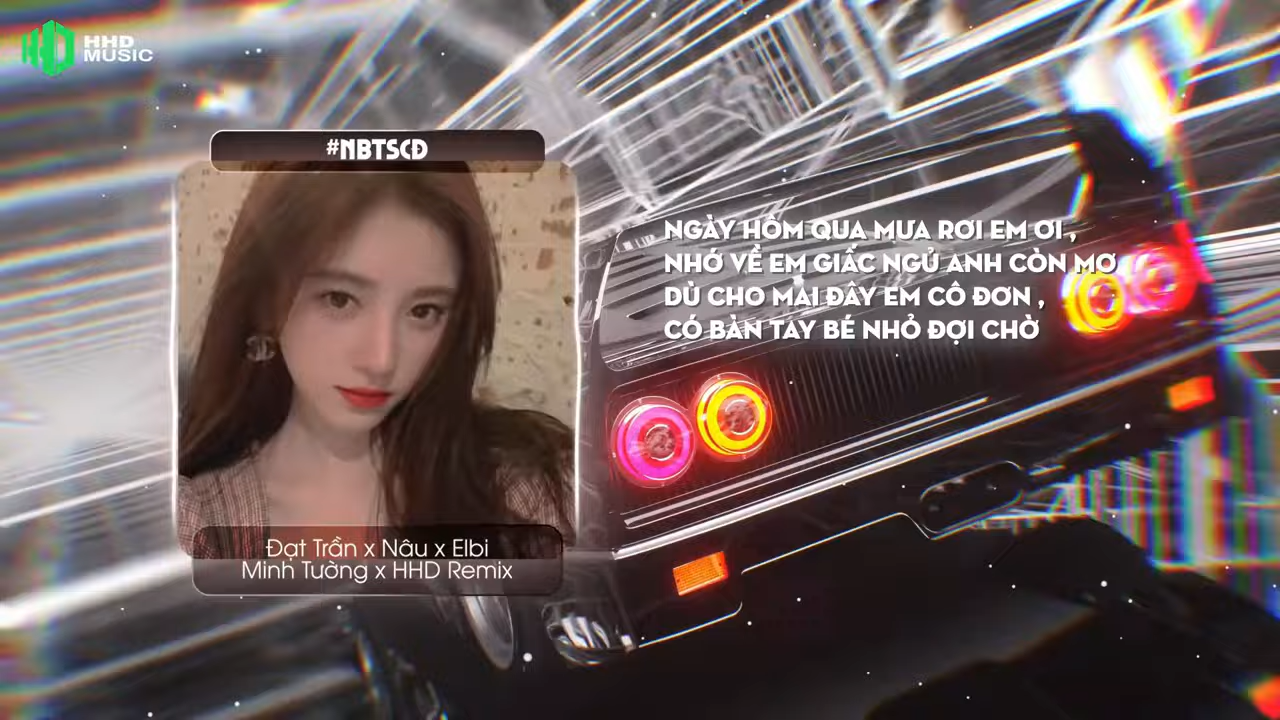 HHD
MUSIC
#NBTSCĐ
NGÀY HÔM QUA MƯA RƠI EM ƠI ,
NHỚ VỀ EM GIẤC NGỦ ANH CÒN MƠ
DÙ CHO MAI ĐÂY EM CÔ ĐƠN ,
CÓ BÀN TAY BÉ NHỎ ĐỢI CHỜ
Đạt Trần x Nâu x Elbi
Minh Tường x HHD Remix